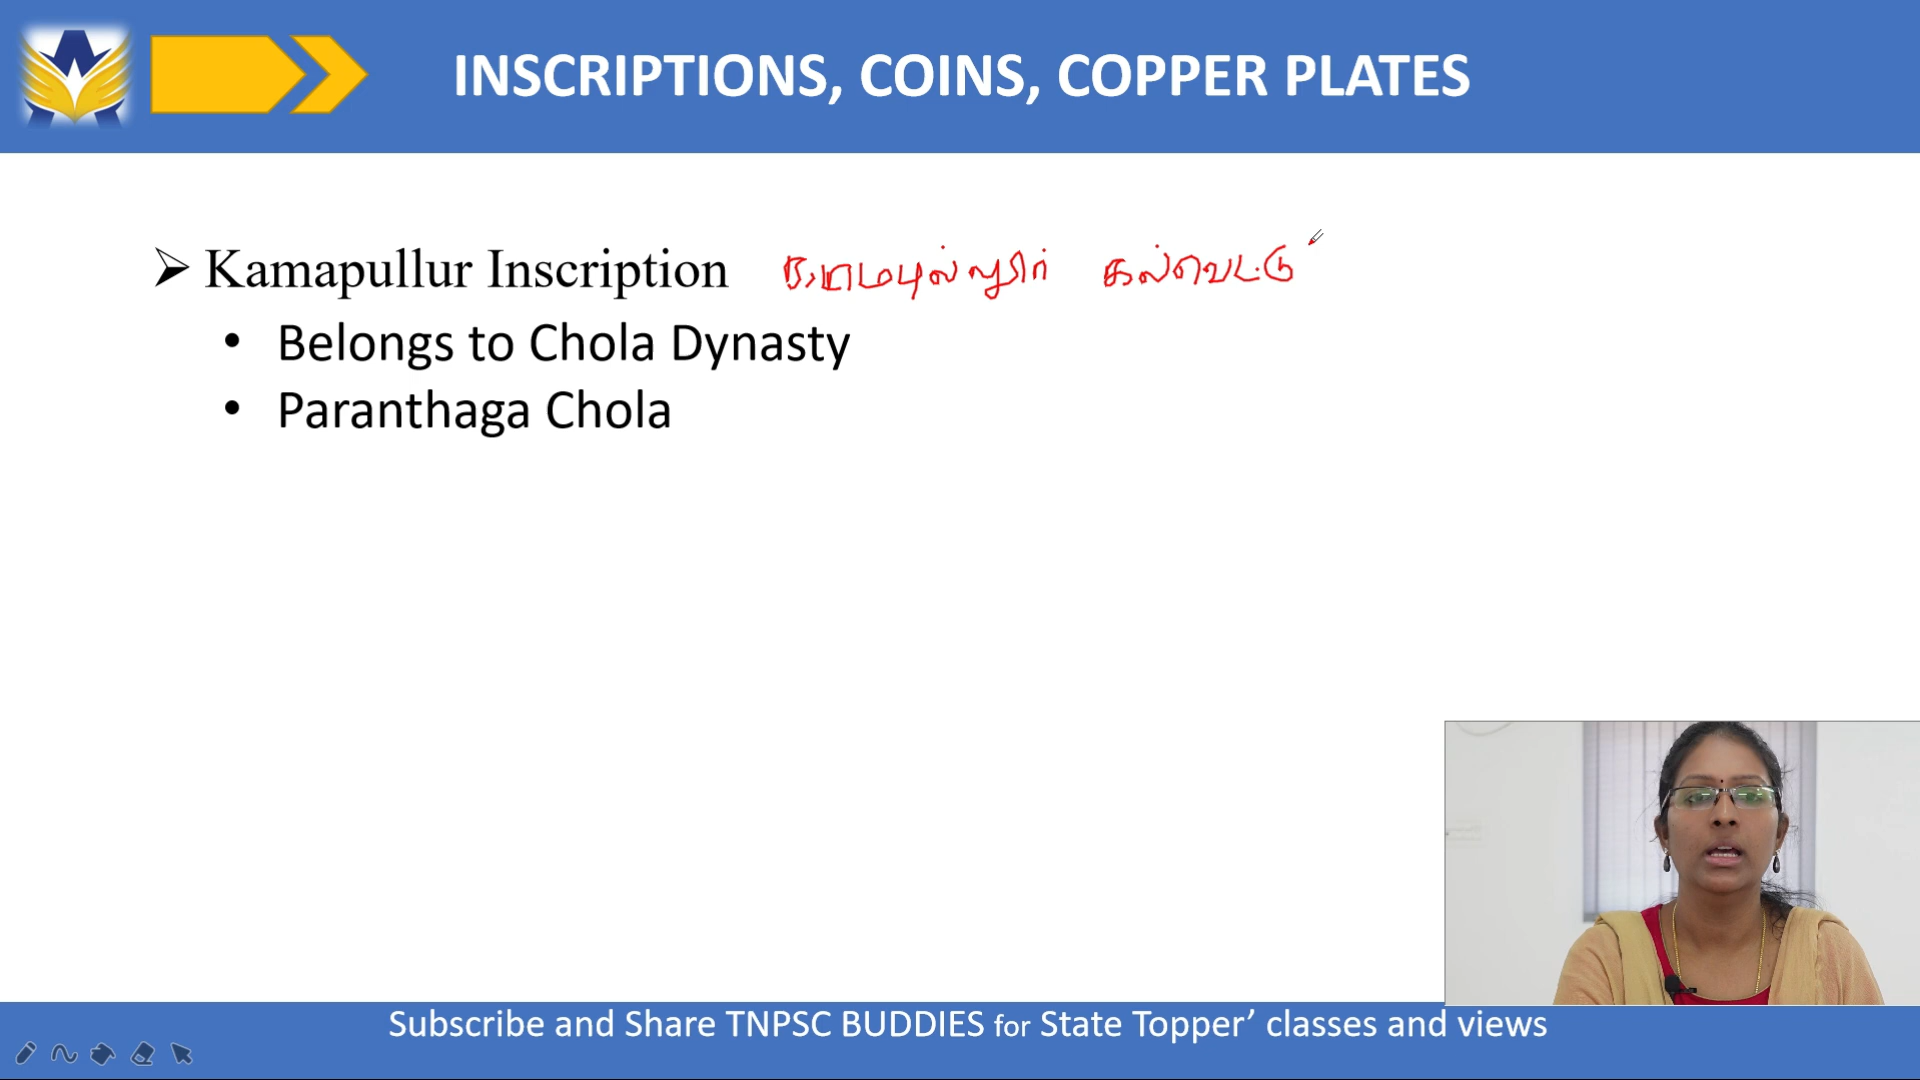 INSCRIPTIONS, COINS, COPPER PLATES
➢ Kamapullur Inscription காமபுல்லூர் கல்வெட்டு
• Belongs to Chola Dynasty
• Paranthaga Chola
Subscribe and Share TNPSC BUDDIES for State Topper’ classes and views